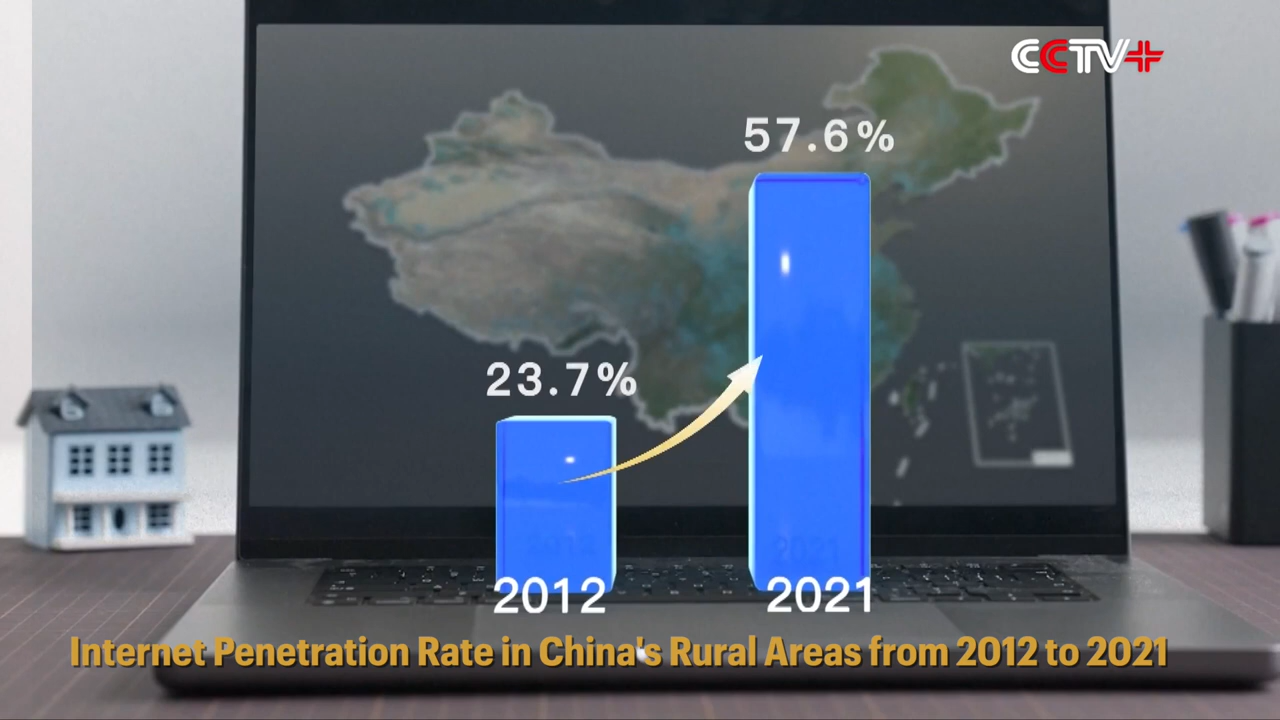 CCTV+
57.6%
23.7%
2012
2021
Internet Penetration Rate in China's Rural Areas from 2012 to 2021